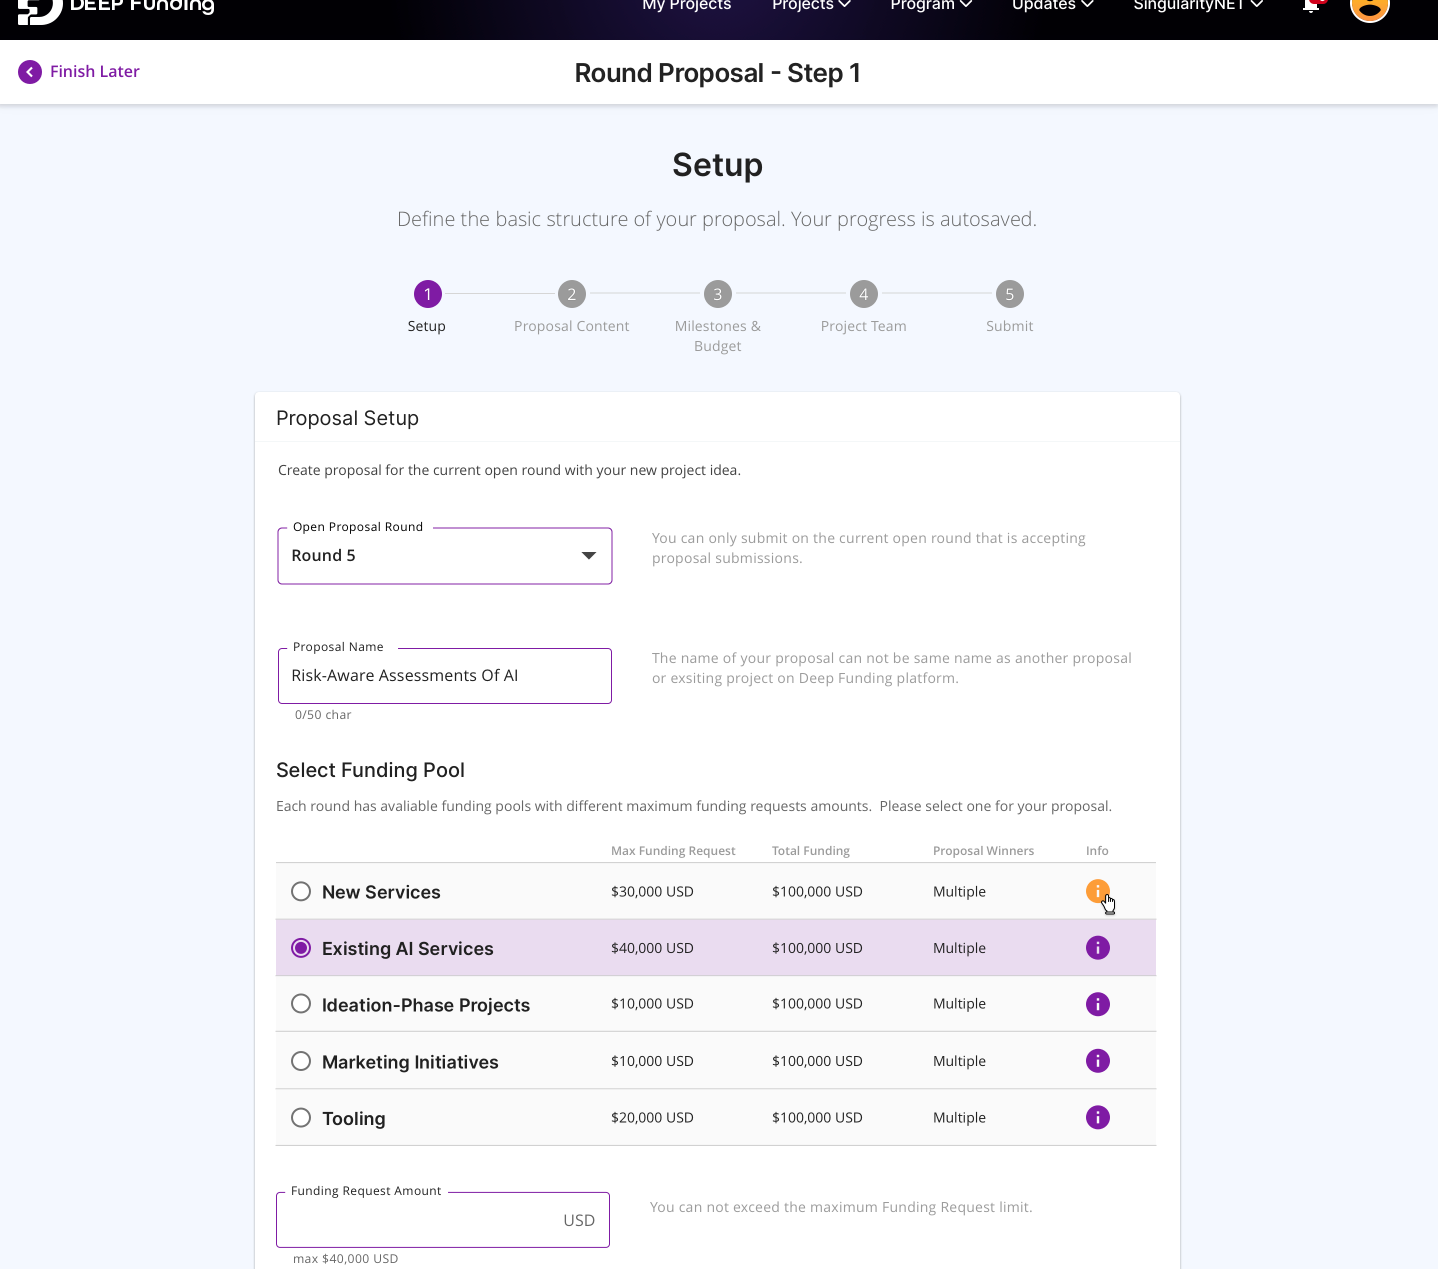 DEEP Funding
My Projects Projects Program Updates SingularityNET
Finish Later
Round Proposal - Step 1
Setup
Define the basic structure of your proposal. Your progress is autosaved.
1 2 3 4 5
Setup Proposal Content Milestones & Project Team Submit
Budget
Proposal Setup
Create proposal for the current open round with your new project idea.
Open Proposal Round
Round 5
You can only submit on the current open round that is accepting
proposal submissions.
Proposal Name
Risk-Aware Assessments Of AI
0/50 char
The name of your proposal can not be same name as another proposal
or exsiting project on Deep Funding platform.
Select Funding Pool
Each round has avaliable funding pools with different maximum funding requests amounts. Please select one for your proposal.
Max Funding Request Total Funding Proposal Winners Info
New Services $30,000 USD $100,000 USD Multiple i
Existing AI Services $40,000 USD $100,000 USD Multiple i
Ideation-Phase Projects $10,000 USD $100,000 USD Multiple i
Marketing Initiatives $10,000 USD $100,000 USD Multiple i
Tooling $20,000 USD $100,000 USD Multiple i
Funding Request Amount
USD
max $40,000 USD
You can not exceed the maximum Funding Request limit.